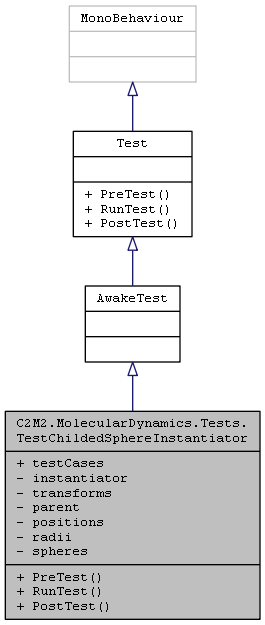 MonoBehaviour
Test
+ PreTest()
+ RunTest()
+ PostTest()
AwakeTest
C2M2.MolecularDynamics.Tests.
TestChildedSphereInstantiator
+ testCases
- instantiator
- transforms
- parent
- positions
- radii
- spheres
+ PreTest()
+ RunTest()
+ PostTest()